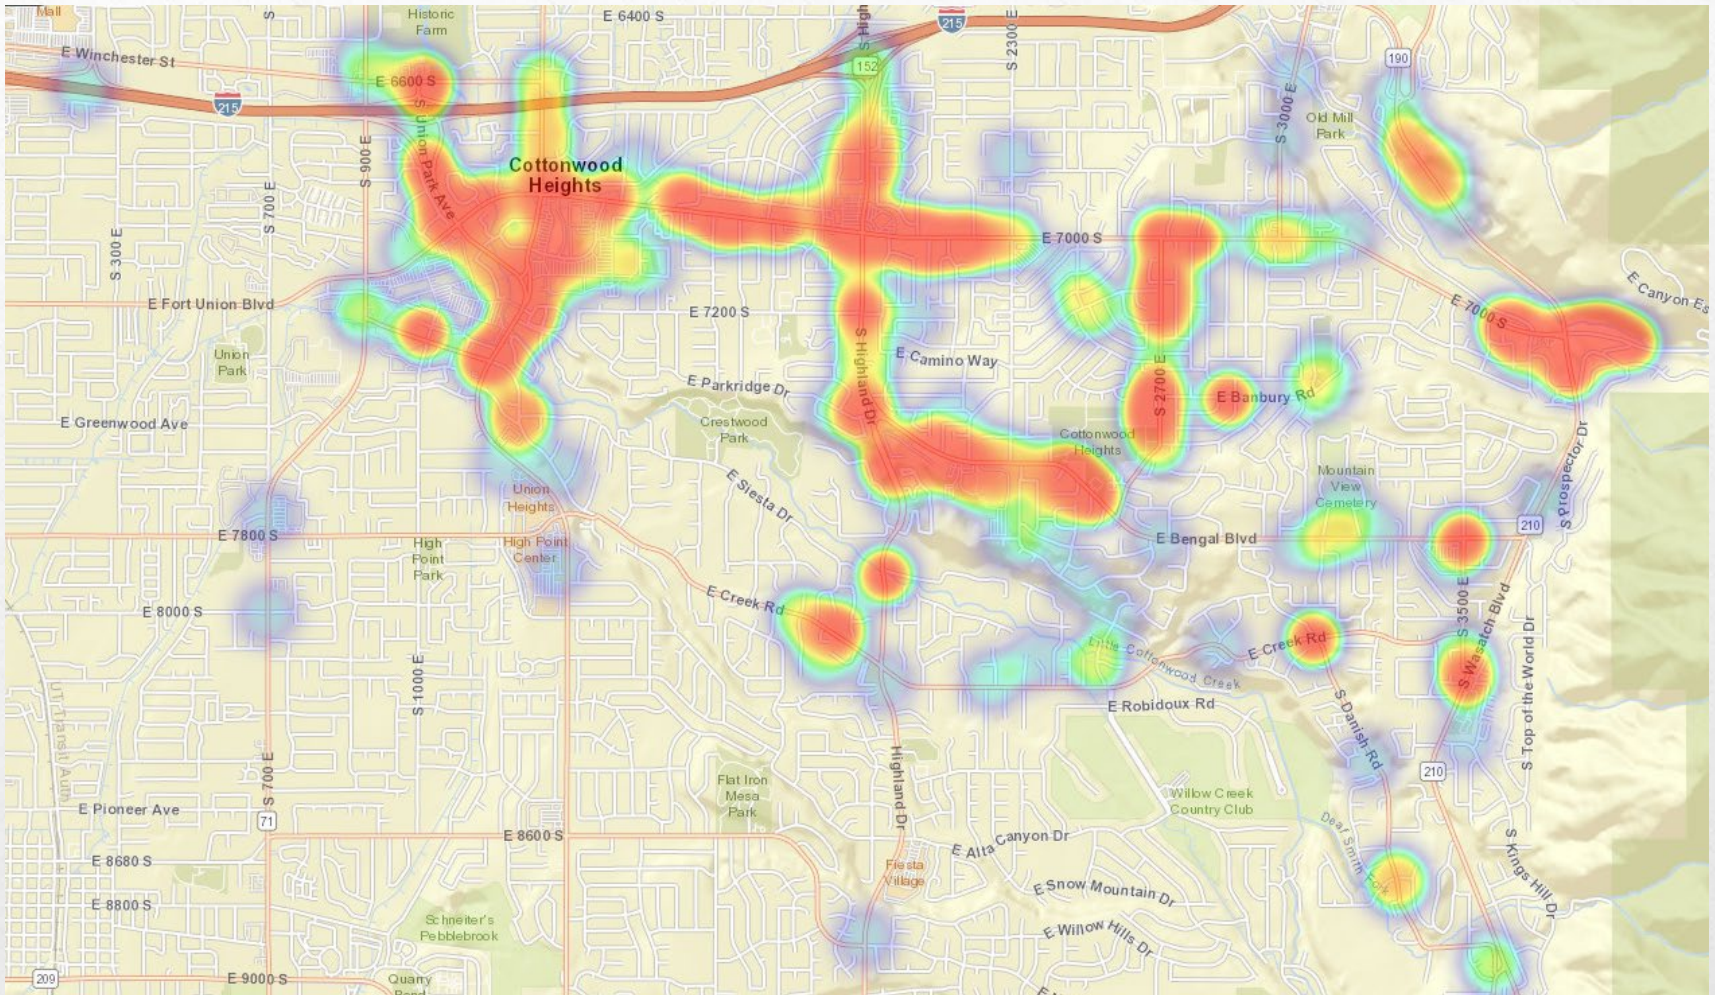 Mall
Historic
Farm
E 6400 S
S High
215
S 2300 E
E Winchester St
152
190
E 6600 S
215
S 3000 E
Old Mill
Park
S Union Park Ave
S 900 E
Cottonwood
Heights
S 700 E
S 300 E
E 7000 S
E Canyon Es
E Fort Union Blvd
E 7200 S
E 7000 S
S Highland Dr
E Camino Way
Union
Park
S 2700 E
E Parkridge Dr
E Banbury Rd
E Greenwood Ave
Crestwood
Park
Cottonwood
Heights
S Prospector Dr
Mountain
View
Cemetery
E Siesta Dr
Union
Heights
210
E 7800 S
High Point
Center
High
Point
Park
E Bengal Blvd
E Creek Rd
E 8000 S
S 3500 E
S Wasatch Blvd
E Creek Rd
Little Cottonwood Creek
S 1000 E
S Top of the World Dr
UT Transit Auth
E Robidoux Rd
S Danish Rd
Highland Dr
S 700 E
210
Flat Iron
Mesa
Park
Willow Creek
Country Club
E Pioneer Ave
71
E 8600 S
E Alta Canyon Dr
Deaf Smith Fork
S Kings Hill Dr
E 8680 S
Fiesta
Village
E Snow Mountain Dr
E 8800 S
Schneiter's
Pebblebrook
E Willow Hills Dr
209
E 9000 S
Quarry